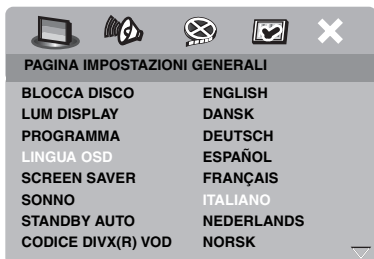 PAGINA IMPOSTAZIONI GENERALI
BLOCCA DISCO ENGLISH
LUM DISPLAY DANSK
PROGRAMMA DEUTSCH
LINGUA OSD ESPAÑOL
SCREEN SAVER FRANÇAIS
SONNO ITALIANO
STANDBY AUTO NEDERLANDS
CODICE DIVX(R) VOD NORSK